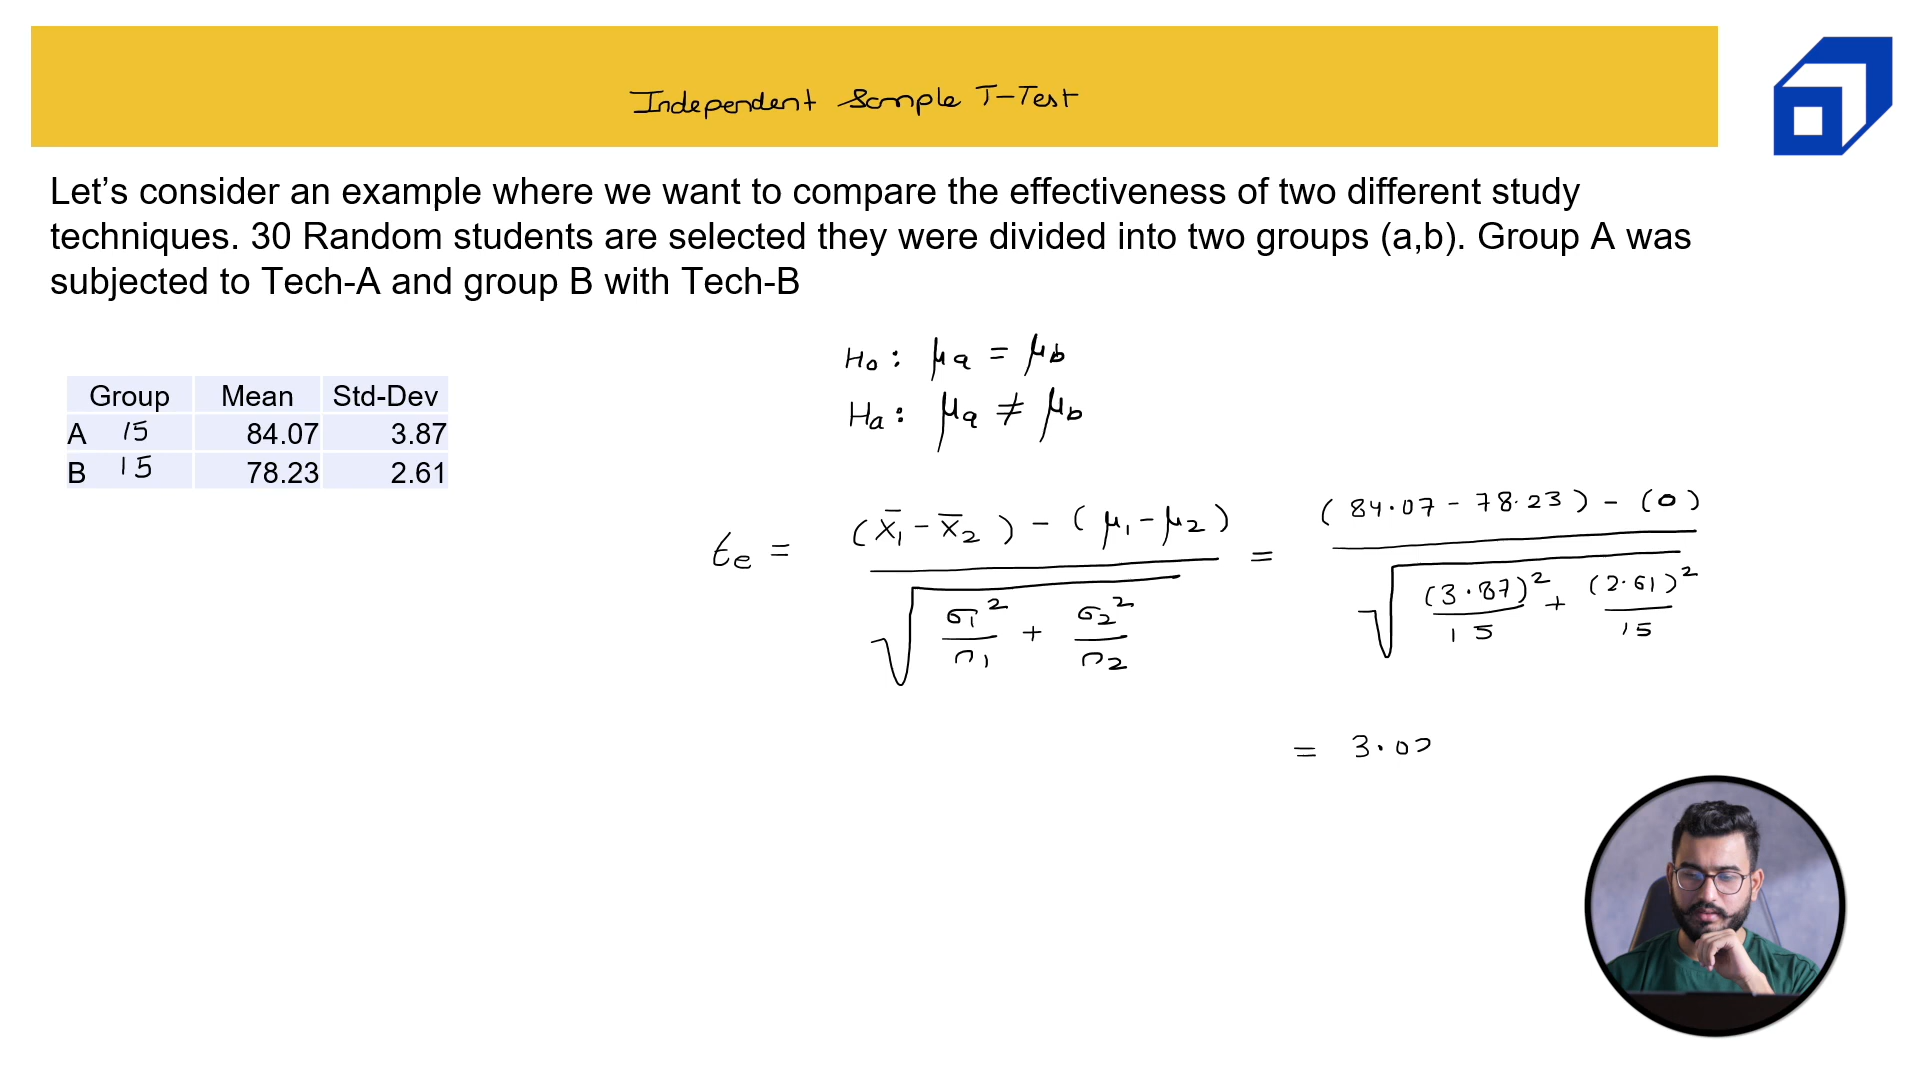 Independent Sample T-Test
Let’s consider an example where we want to compare the effectiveness of two different study
techniques. 30 Random students are selected they were divided into two groups (a,b). Group A was
subjected to Tech-A and group B with Tech-B
H₀ : μa = μb
Ha : μa ≠ μb
Group Mean Std-Dev
A 15 84.07 3.87
B 15 78.23 2.61
te = ((x̄₁ - x̄₂) - (μ₁ - μ₂)) / √(σ₁²/n₁ + σ₂²/n₂) = ((84.07 - 78.23) - (0)) / √((3.87)²/15 + (2.61)²/15)
= 3.0